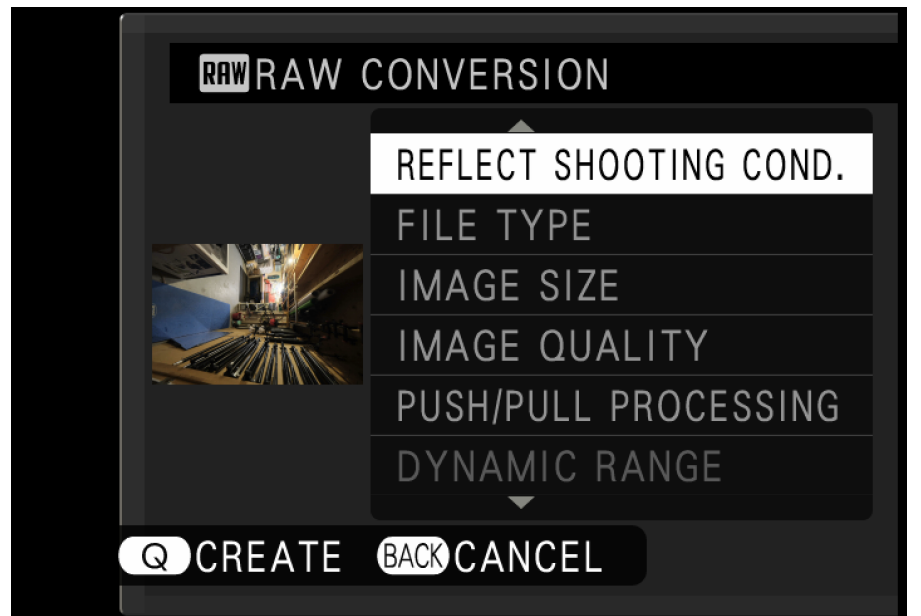 RAW RAW CONVERSION
REFLECT SHOOTING COND.
FILE TYPE
IMAGE SIZE
IMAGE QUALITY
PUSH/PULL PROCESSING
DYNAMIC RANGE
Q CREATE BACK CANCEL